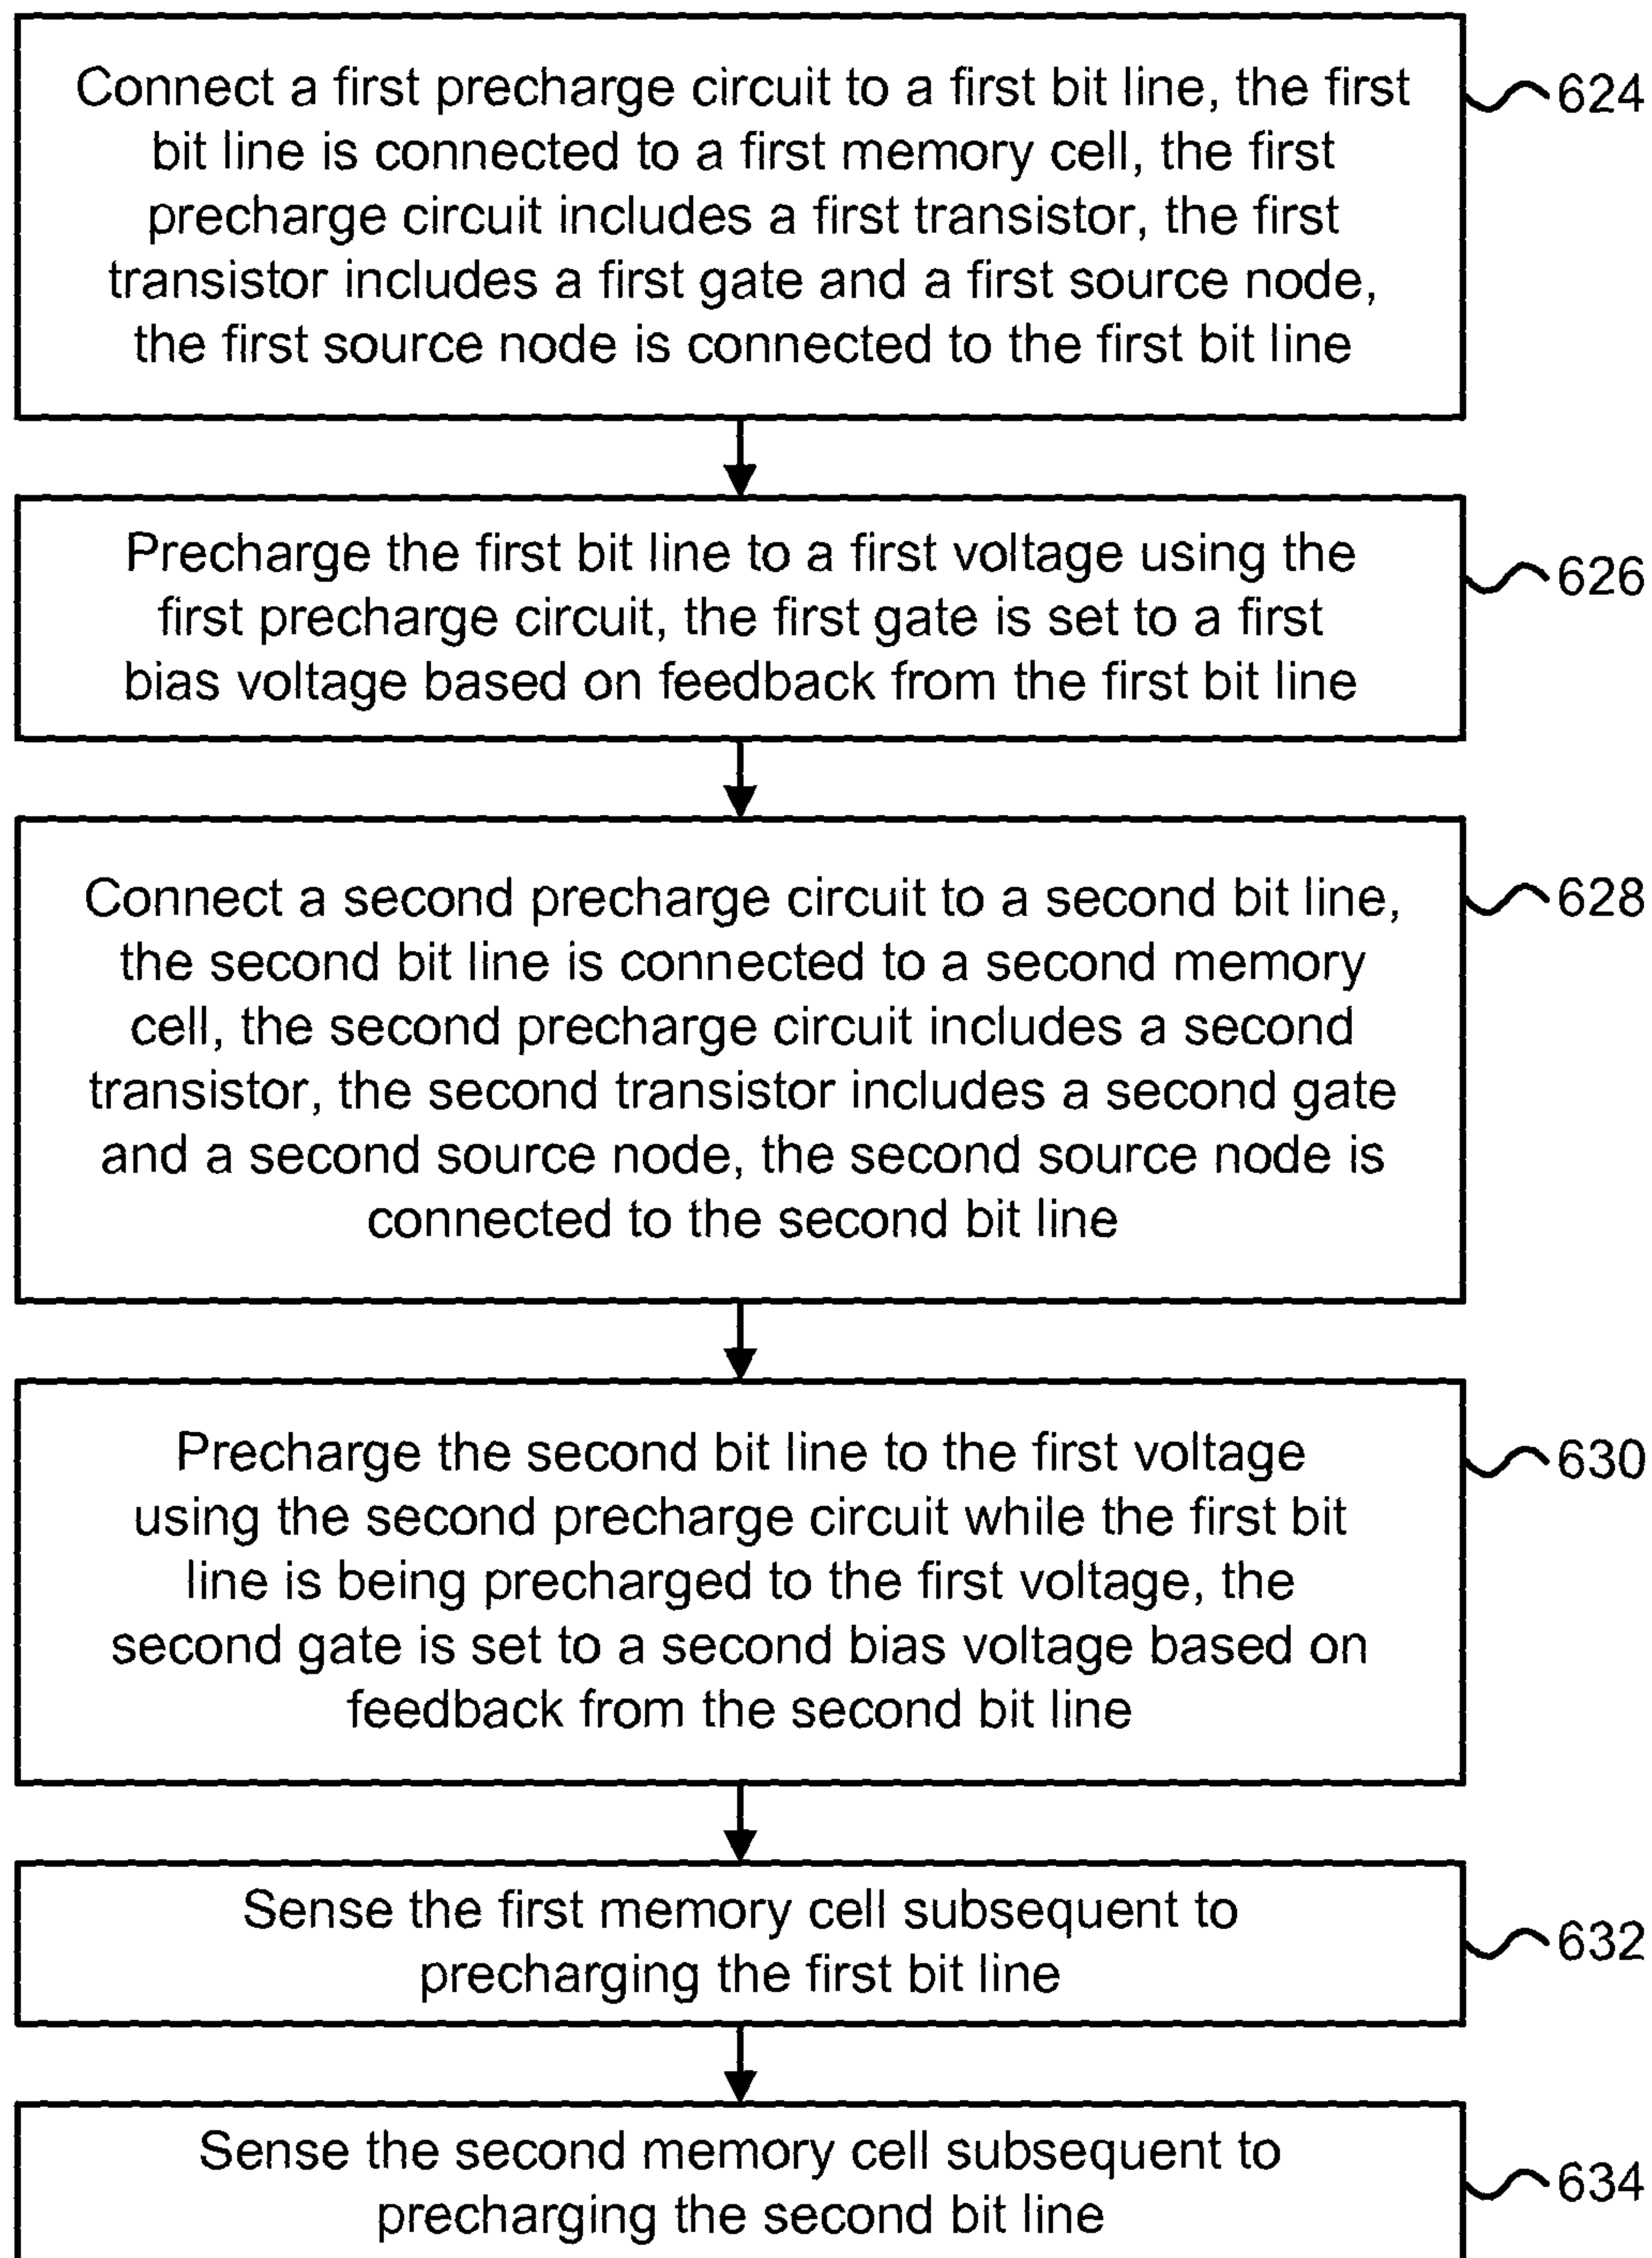 Connect a first precharge circuit to a first bit line, the first
bit line is connected to a first memory cell, the first
precharge circuit includes a first transistor, the first
transistor includes a first gate and a first source node,
the first source node is connected to the first bit line
624
Precharge the first bit line to a first voltage using the
first precharge circuit, the first gate is set to a first
bias voltage based on feedback from the first bit line
626
Connect a second precharge circuit to a second bit line,
the second bit line is connected to a second memory
cell, the second precharge circuit includes a second
transistor, the second transistor includes a second gate
and a second source node, the second source node is
connected to the second bit line
628
Precharge the second bit line to the first voltage
using the second precharge circuit while the first bit
line is being precharged to the first voltage, the
second gate is set to a second bias voltage based on
feedback from the second bit line
630
Sense the first memory cell subsequent to
precharging the first bit line
632
Sense the second memory cell subsequent to
precharging the second bit line
634